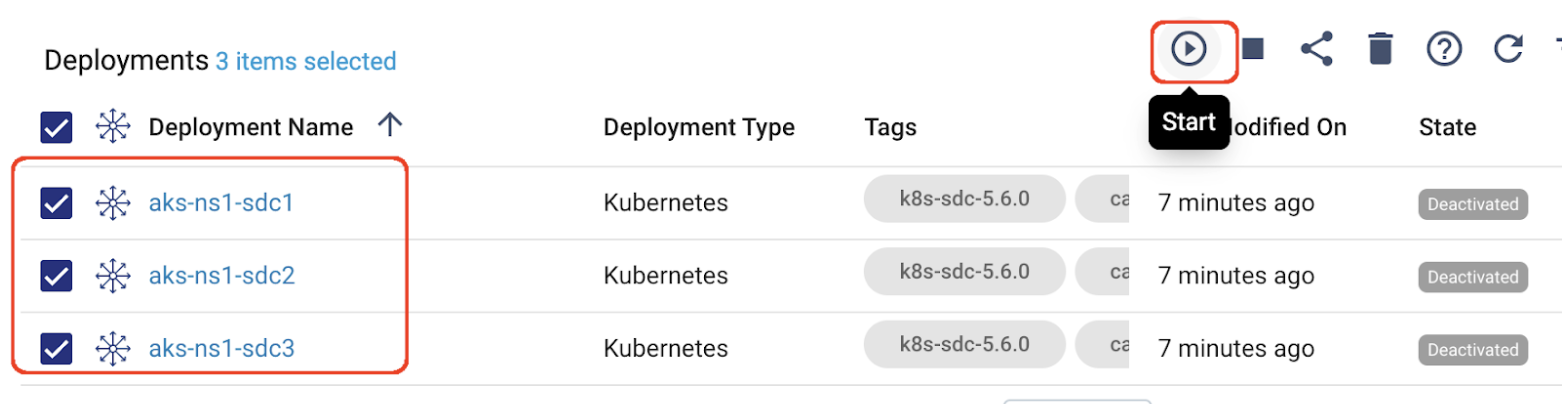 Deployments 3 items selected
Start
Deployment Name Deployment Type Tags odified On State
aks-ns1-sdc1 Kubernetes k8s-sdc-5.6.0 ca 7 minutes ago Deactivated
aks-ns1-sdc2 Kubernetes k8s-sdc-5.6.0 ca 7 minutes ago Deactivated
aks-ns1-sdc3 Kubernetes k8s-sdc-5.6.0 ca 7 minutes ago Deactivated